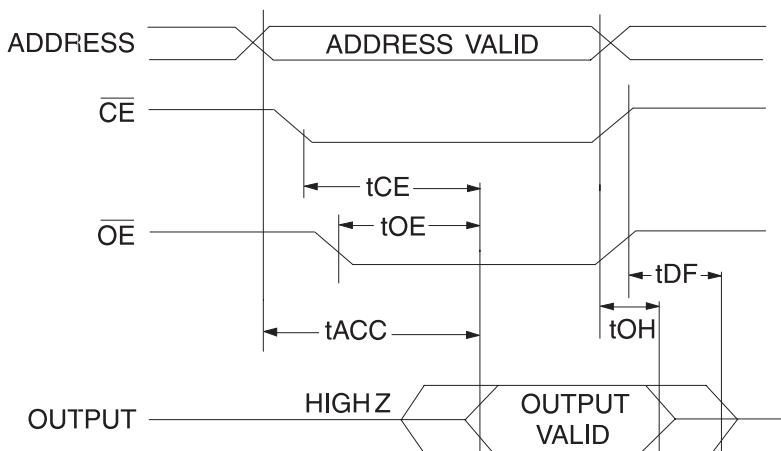 ADDRESS ADDRESS VALID
CE
tCE
OE tOE
tDF
tACC tOH
OUTPUT HIGH Z OUTPUT
VALID